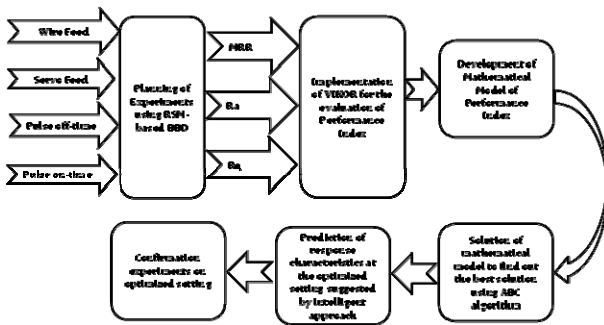 Wire Feed
Servo Feed
Pulse off-time
Pulse on-time
Planning of
Experiments
using RSM-
based BBD
MRR
Ra
Rq
Implementation
of VIKOR for the
evaluation of
Performance
Index
Development of
Mathematical
Model of
Performance
Index
Solution of
mathematical
model to find out
the best solution
using ABC
algorithm
Prediction of
response
characteristics at
the optimized
setting suggested
by intelligent
approach
Confirmation
experiments on
optimized setting